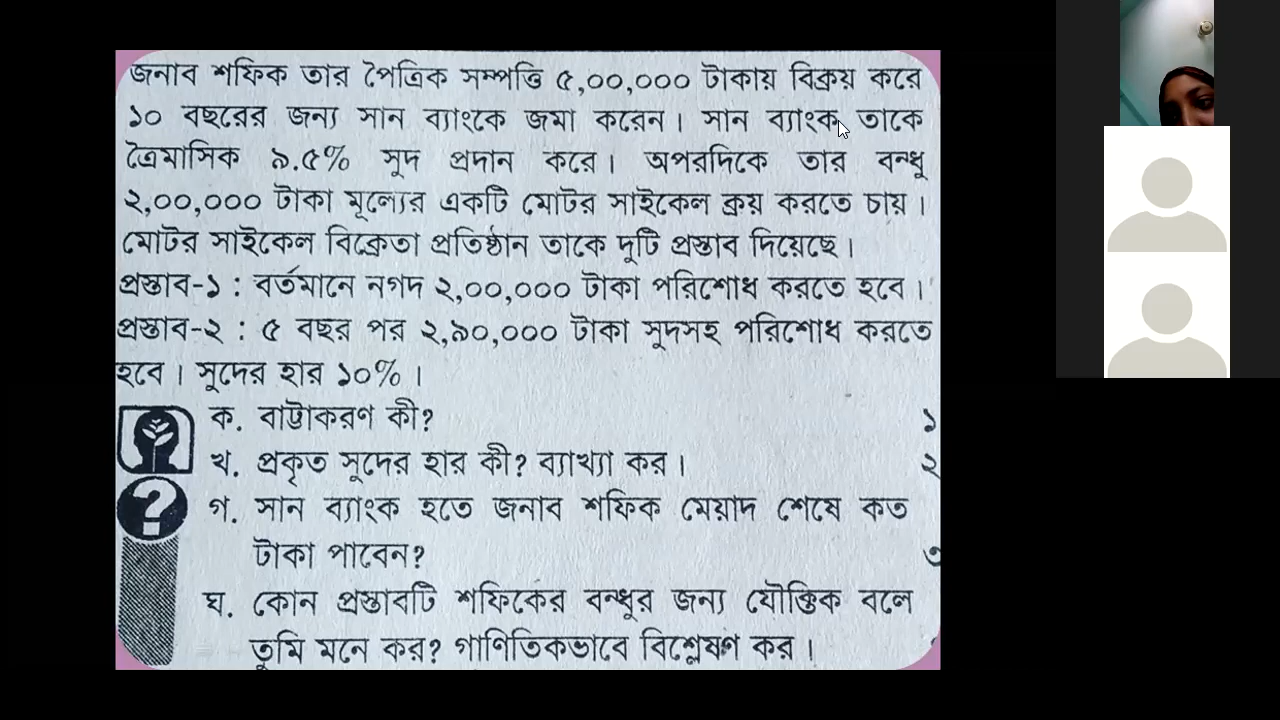 জনাব শফিক তার পৈত্রিক সম্পত্তি ৫,০০,০০০ টাকায় বিক্রয় করে
১০ বছরের জন্য সান ব্যাংকে জমা করেন। সান ব্যাংক তাকে
ত্রৈমাসিক ৯.৫% সুদ প্রদান করে। অপরদিকে তার বন্ধু
২,০০,০০০ টাকা মূল্যের একটি মোটর সাইকেল ক্রয় করতে চায়।
মোটর সাইকেল বিক্রেতা প্রতিষ্ঠান তাকে দুটি প্রস্তাব দিয়েছে।
প্রস্তাব-১ : বর্তমানে নগদ ২,০০,০০০ টাকা পরিশোধ করতে হবে।
প্রস্তাব-২ : ৫ বছর পর ২,৯০,০০০ টাকা সুদসহ পরিশোধ করতে
হবে। সুদের হার ১০%।
ক. বাট্টাকরণ কী? ১
খ. প্রকৃত সুদের হার কী? ব্যাখ্যা কর। ২
গ. সান ব্যাংক হতে জনাব শফিক মেয়াদ শেষে কত
টাকা পাবেন? ৩
ঘ. কোন প্রস্তাবটি শফিকের বন্ধুর জন্য যৌক্তিক বলে
তুমি মনে কর? গাণিতিকভাবে বিশ্লেষণ কর।